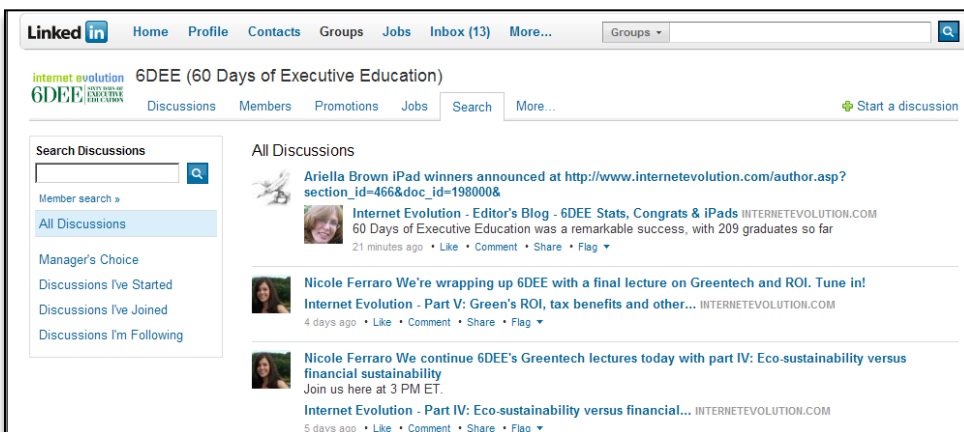 Linked in Home Profile Contacts Groups Jobs Inbox (13) More... Groups
internet evolution
6DEE SIXTY DAYS OF EXECUTIVE EDUCATION
6DEE (60 Days of Executive Education)
Discussions Members Promotions Jobs Search More... Start a discussion
Search Discussions
Member search »
All Discussions
Manager's Choice
Discussions I've Started
Discussions I've Joined
Discussions I'm Following
All Discussions
Ariella Brown iPad winners announced at http://www.internetevolution.com/author.asp?
section_id=466&doc_id=198000&
Internet Evolution - Editor's Blog - 6DEE Stats, Congrats & iPads INTERNETEVOLUTION.COM
60 Days of Executive Education was a remarkable success, with 209 graduates so far
21 minutes ago • Like • Comment • Share • Flag
Nicole Ferraro We're wrapping up 6DEE with a final lecture on Greentech and ROI. Tune in!
Internet Evolution - Part V: Green's ROI, tax benefits and other... INTERNETEVOLUTION.COM
4 days ago • Like • Comment • Share • Flag
Nicole Ferraro We continue 6DEE's Greentech lectures today with part IV: Eco-sustainability versus
financial sustainability
Join us here at 3 PM ET.
Internet Evolution - Part IV: Eco-sustainability versus financial... INTERNETEVOLUTION.COM
5 days ago • Like • Comment • Share • Flag